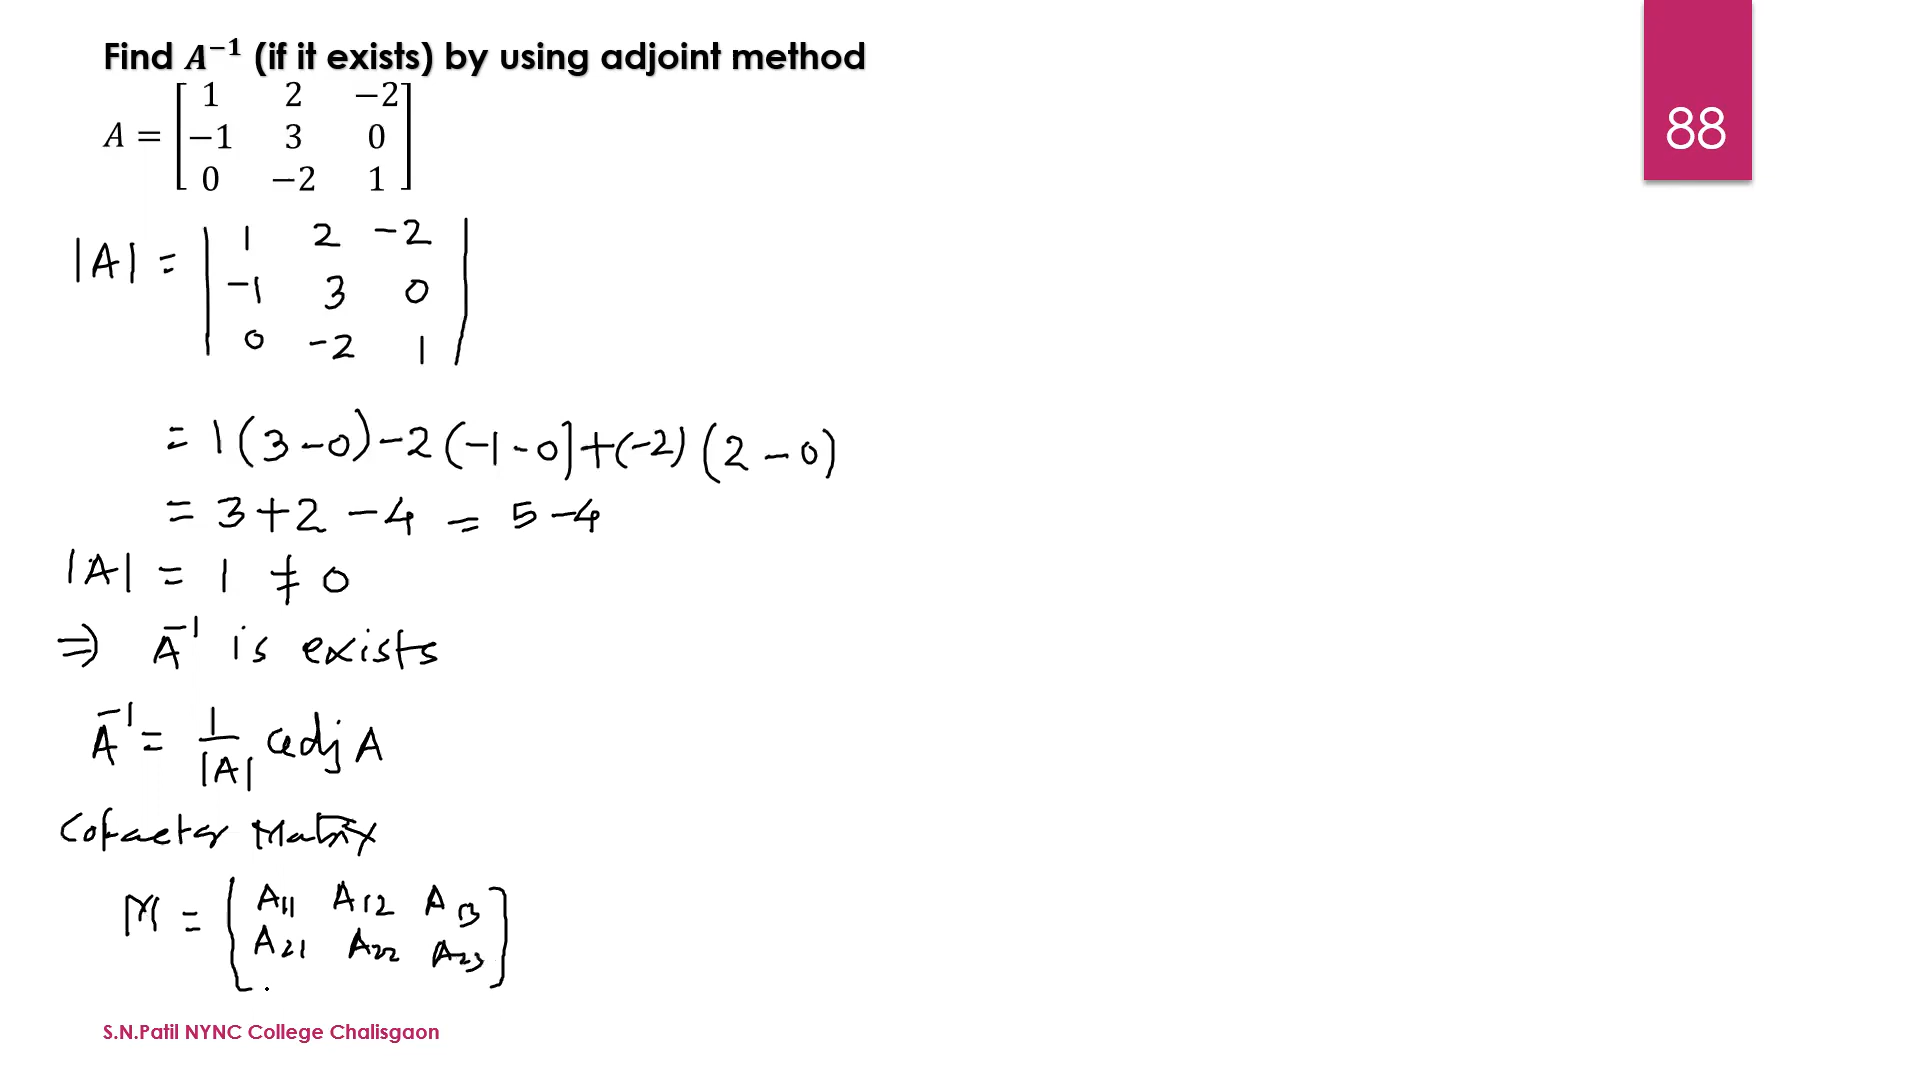 Find A⁻¹ (if it exists) by using adjoint method
88
1 2 −2
A = −1 3 0
0 −2 1
1 2 -2
|A| = -1 3 0
0 -2 1
= 1(3-0)-2(-1-0]+(-2)(2-0)
= 3+2-4 = 5-4
|A| = 1 ≠ 0
⇒ A⁻¹ is exists
A⁻¹ = 1/|A| adj A
Cofactor Matrix
M = [A11 A12 A13
A21 A22 A23]
S.N.Patil NYNC College Chalisgaon